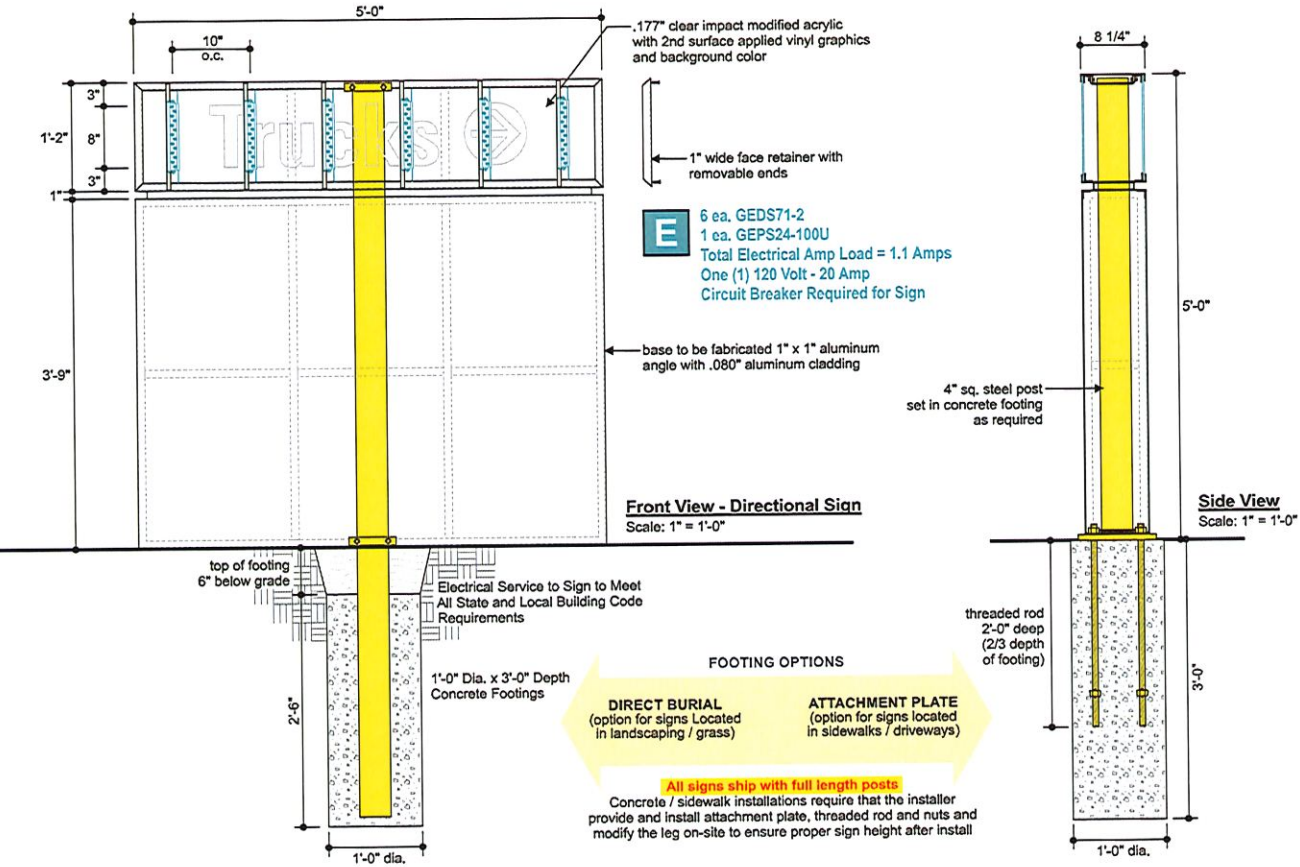 5'-0"
10"
o.c.
.177" clear impact modified acrylic
with 2nd surface applied vinyl graphics
and background color
8 1/4"
3"
1'-2"
8"
3"
1"
Trucks
1" wide face retainer with
removable ends
E
6 ea. GEDS71-2
1 ea. GEPS24-100U
Total Electrical Amp Load = 1.1 Amps
One (1) 120 Volt - 20 Amp
Circuit Breaker Required for Sign
5'-0"
3'-9"
base to be fabricated 1" x 1" aluminum
angle with .080" aluminum cladding
4" sq. steel post
set in concrete footing
as required
Front View - Directional Sign
Scale: 1" = 1'-0"
Side View
Scale: 1" = 1'-0"
top of footing
6" below grade
Electrical Service to Sign to Meet
All State and Local Building Code
Requirements
2'-6"
1'-0" Dia. x 3'-0" Depth
Concrete Footings
1'-0" dia.
FOOTING OPTIONS
DIRECT BURIAL
(option for signs Located
in landscaping / grass)
ATTACHMENT PLATE
(option for signs located
in sidewalks / driveways)
All signs ship with full length posts
Concrete / sidewalk installations require that the installer
provide and install attachment plate, threaded rod and nuts and
modify the leg on-site to ensure proper sign height after install
threaded rod
2'-0" deep
(2/3 depth
of footing)
3'-0"
1'-0" dia.